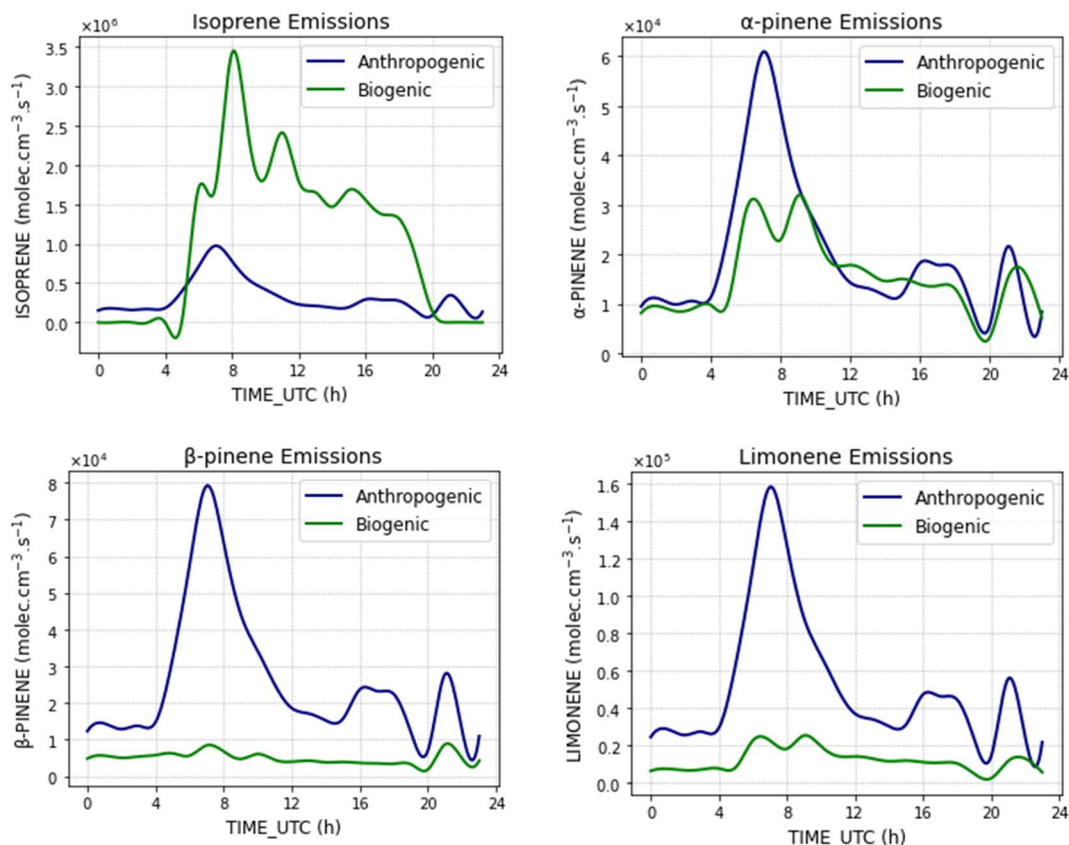 Isoprene Emissions
×10⁶
3.5
3.0
2.5
2.0
1.5
1.0
0.5
0.0
ISOPRENE (molec.cm⁻³.s⁻¹)
Anthropogenic
Biogenic
0 4 8 12 16 20 24
TIME_UTC (h)
α-pinene Emissions
×10⁴
6
5
4
3
2
1
0
α-PINENE (molec.cm⁻³.s⁻¹)
Anthropogenic
Biogenic
0 4 8 12 16 20 24
TIME_UTC (h)
β-pinene Emissions
×10⁴
8
7
6
5
4
3
2
1
0
β-PINENE (molec.cm⁻³.s⁻¹)
Anthropogenic
Biogenic
0 4 8 12 16 20 24
TIME_UTC (h)
Limonene Emissions
×10⁵
1.6
1.4
1.2
1.0
0.8
0.6
0.4
0.2
0.0
LIMONENE (molec.cm⁻³.s⁻¹)
Anthropogenic
Biogenic
0 4 8 12 16 20 24
TIME_UTC (h)